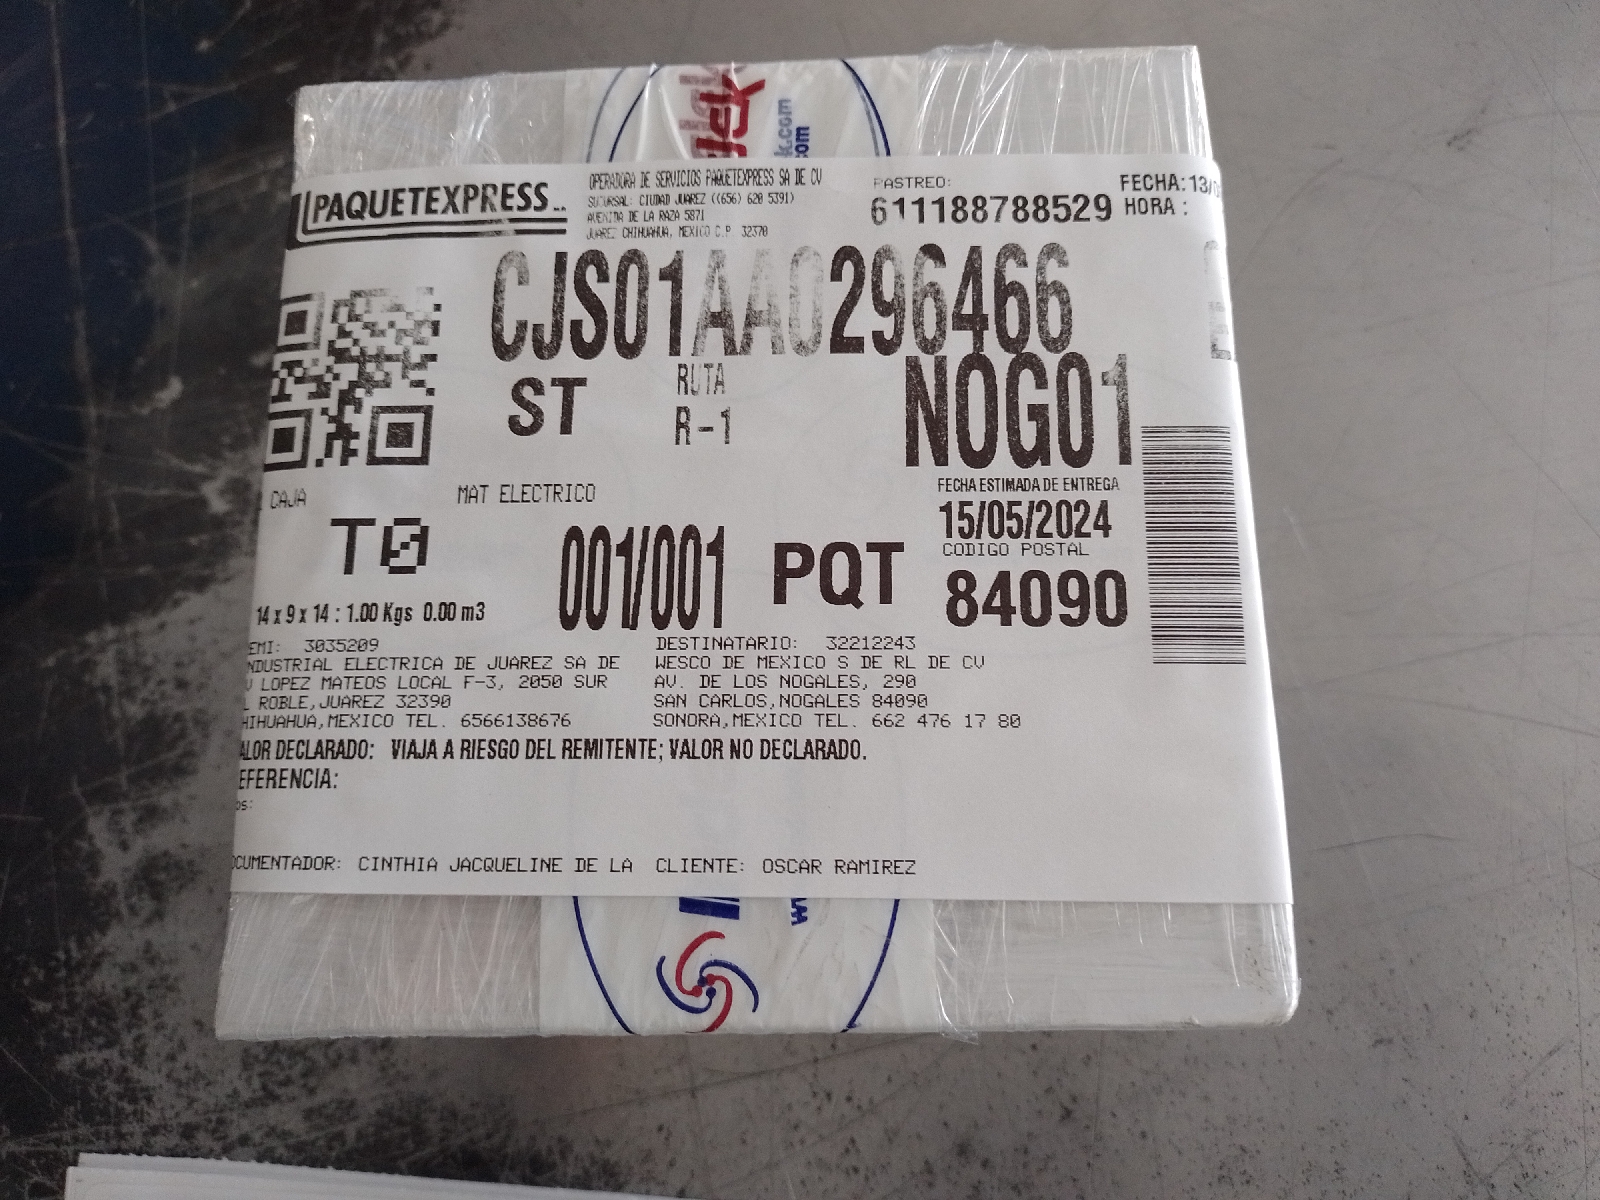 PAQUETEXPRESS
OPERADORA DE SERVICIOS PAQUETEXPRESS SA DE CV
SUCURSAL: CIUDAD JUAREZ ((656) 620 5391)
AVENIDA DE LA RAZA 5871
JUAREZ CHIHUAHUA, MEXICO C.P. 32370
RASTREO:
611188788529
FECHA: 13/0
HORA :
CJS01AA0296466
ST
RUTA
R-1
NOG01
CAJA
MAT ELECTRICO
FECHA ESTIMADA DE ENTREGA
15/05/2024
CODIGO POSTAL
84090
T0
001/001
PQT
14 x 9 x 14 : 1.00 Kgs 0.00 m3
EMI: 3035209
NDUSTRIAL ELECTRICA DE JUAREZ SA DE
V LOPEZ MATEOS LOCAL F-3, 2050 SUR
L ROBLE,JUAREZ 32390
HIHUAHUA,MEXICO TEL. 6566138676
DESTINATARIO: 32212243
WESCO DE MEXICO S DE RL DE CV
AV. DE LOS NOGALES, 290
SAN CARLOS,NOGALES 84090
SONORA,MEXICO TEL. 662 476 17 80
ALOR DECLARADO: VIAJA A RIESGO DEL REMITENTE; VALOR NO DECLARADO.
EFERENCIA:
os:
OCUMENTADOR: CINTHIA JACQUELINE DE LA
CLIENTE: OSCAR RAMIREZ